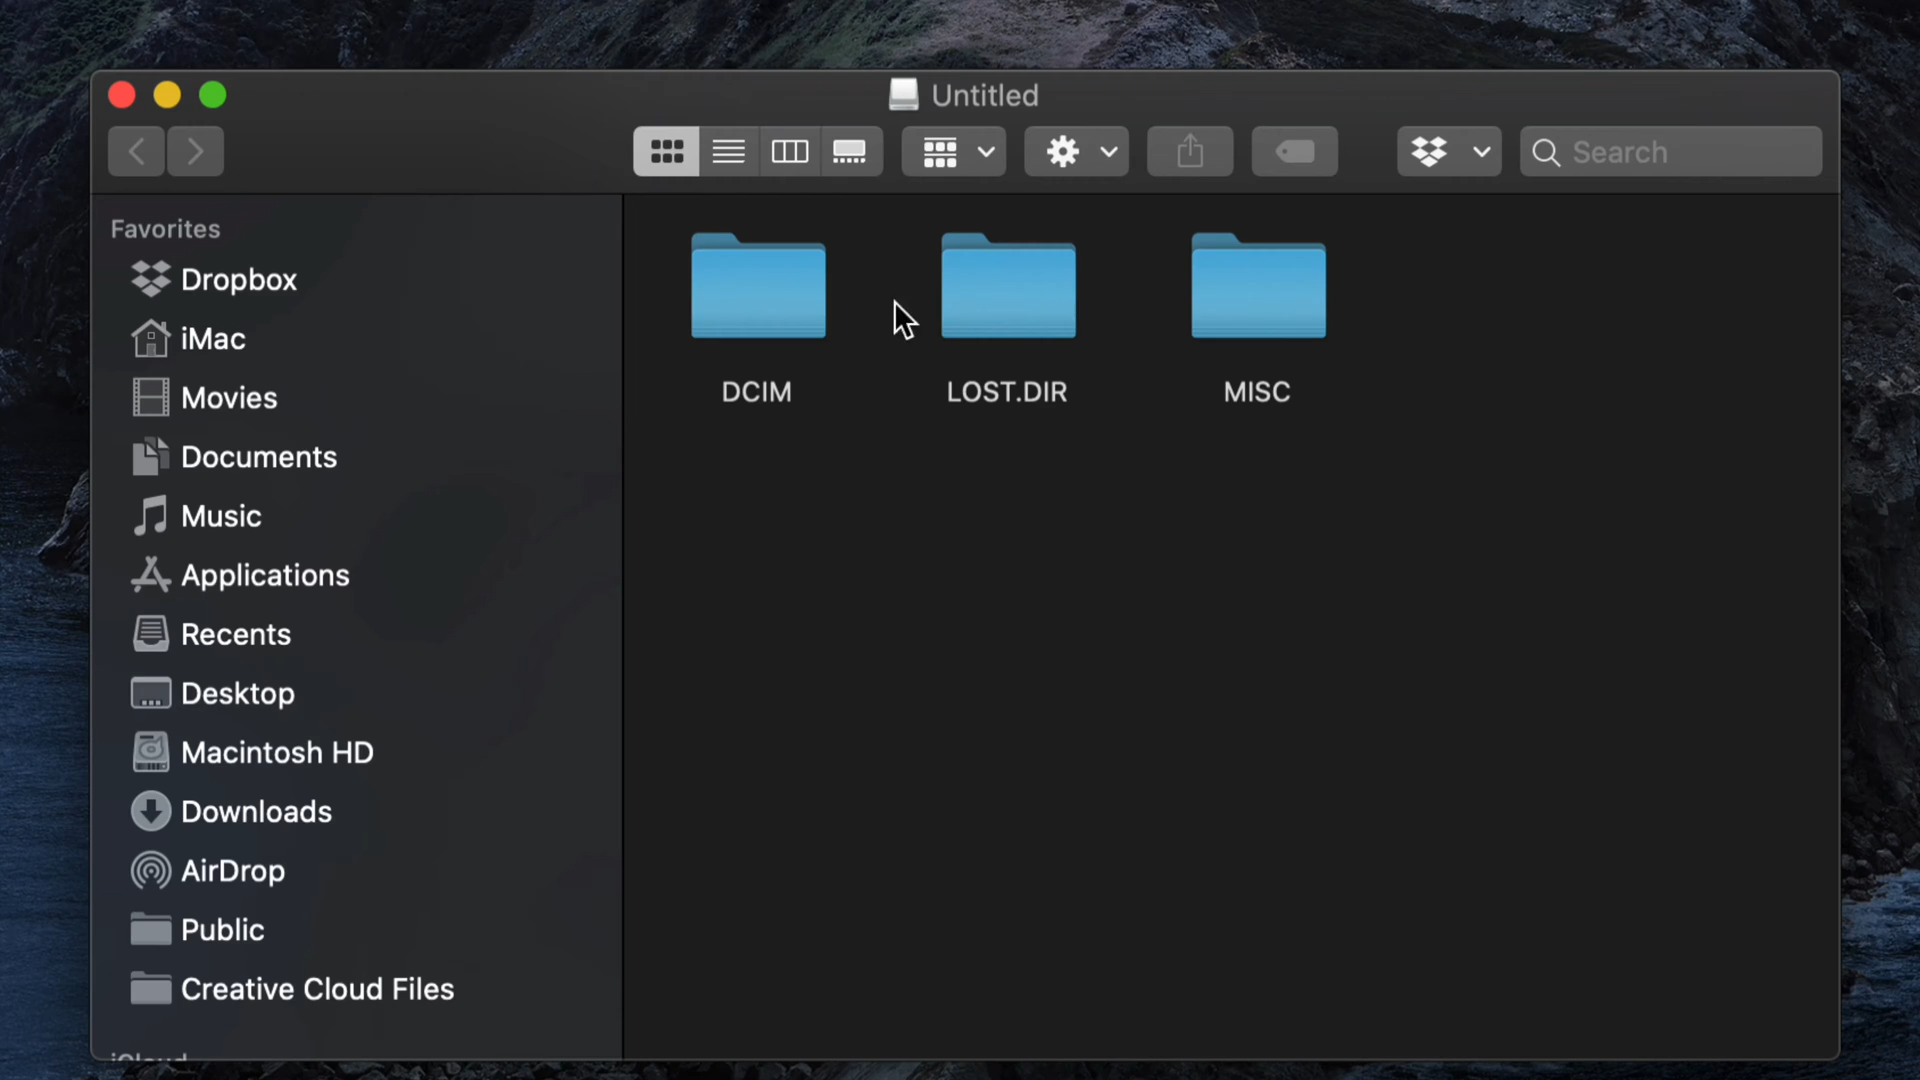 Untitled
Search
Favorites
Dropbox
iMac
Movies
Documents
Music
Applications
Recents
Desktop
Macintosh HD
Downloads
AirDrop
Public
Creative Cloud Files
iCloud
DCIM
LOST.DIR
MISC